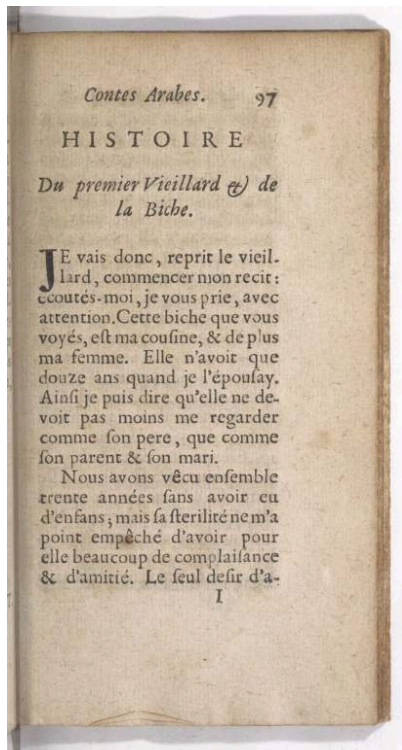 Contes Arabes. 97
HISTOIRE
Du premier Vieillard & de
la Biche.
JE vais donc, reprit le vieil-
lard, commencer mon recit:
écoutés-moi, je vous prie, avec
attention. Cette biche que vous
voyés, est ma cousine, & de plus
ma femme. Elle n'avoit que
douze ans quand je l'épousay.
Ainsi je puis dire qu'elle ne de-
voit pas moins me regarder
comme son pere, que comme
son parent & son mari.
Nous avons vêcu ensemble
trente années sans avoir eu
d'enfans; mais sa sterilité ne m'a
point empêché d'avoir pour
elle beaucoup de complaisance
& d'amitié. Le seul desir d'a-
I